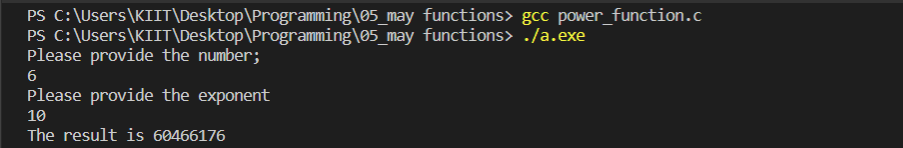 PS C:\Users\KIIT\Desktop\Programming\05_may functions> gcc power_function.c
PS C:\Users\KIIT\Desktop\Programming\05_may functions> ./a.exe
Please provide the number;
6
Please provide the exponent
10
The result is 60466176